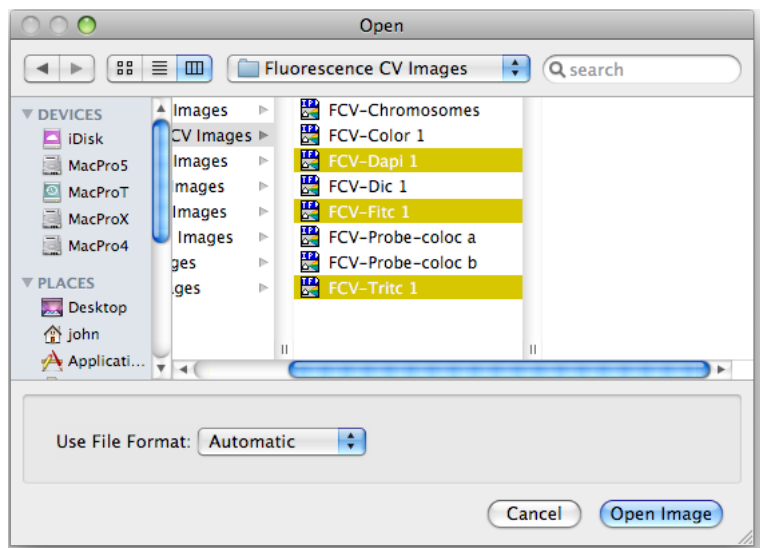 Open
Fluorescence CV Images
search
DEVICES
iDisk
MacPro5
MacProT
MacProX
MacPro4
PLACES
Desktop
john
Applicati...
Images
CV Images
Images
mages
Images
Images
ges
ges
FCV-Chromosomes
FCV-Color 1
FCV-Dapi 1
FCV-Dic 1
FCV-Fitc 1
FCV-Probe-coloc a
FCV-Probe-coloc b
FCV-Tritc 1
Use File Format: Automatic
Cancel
Open Image